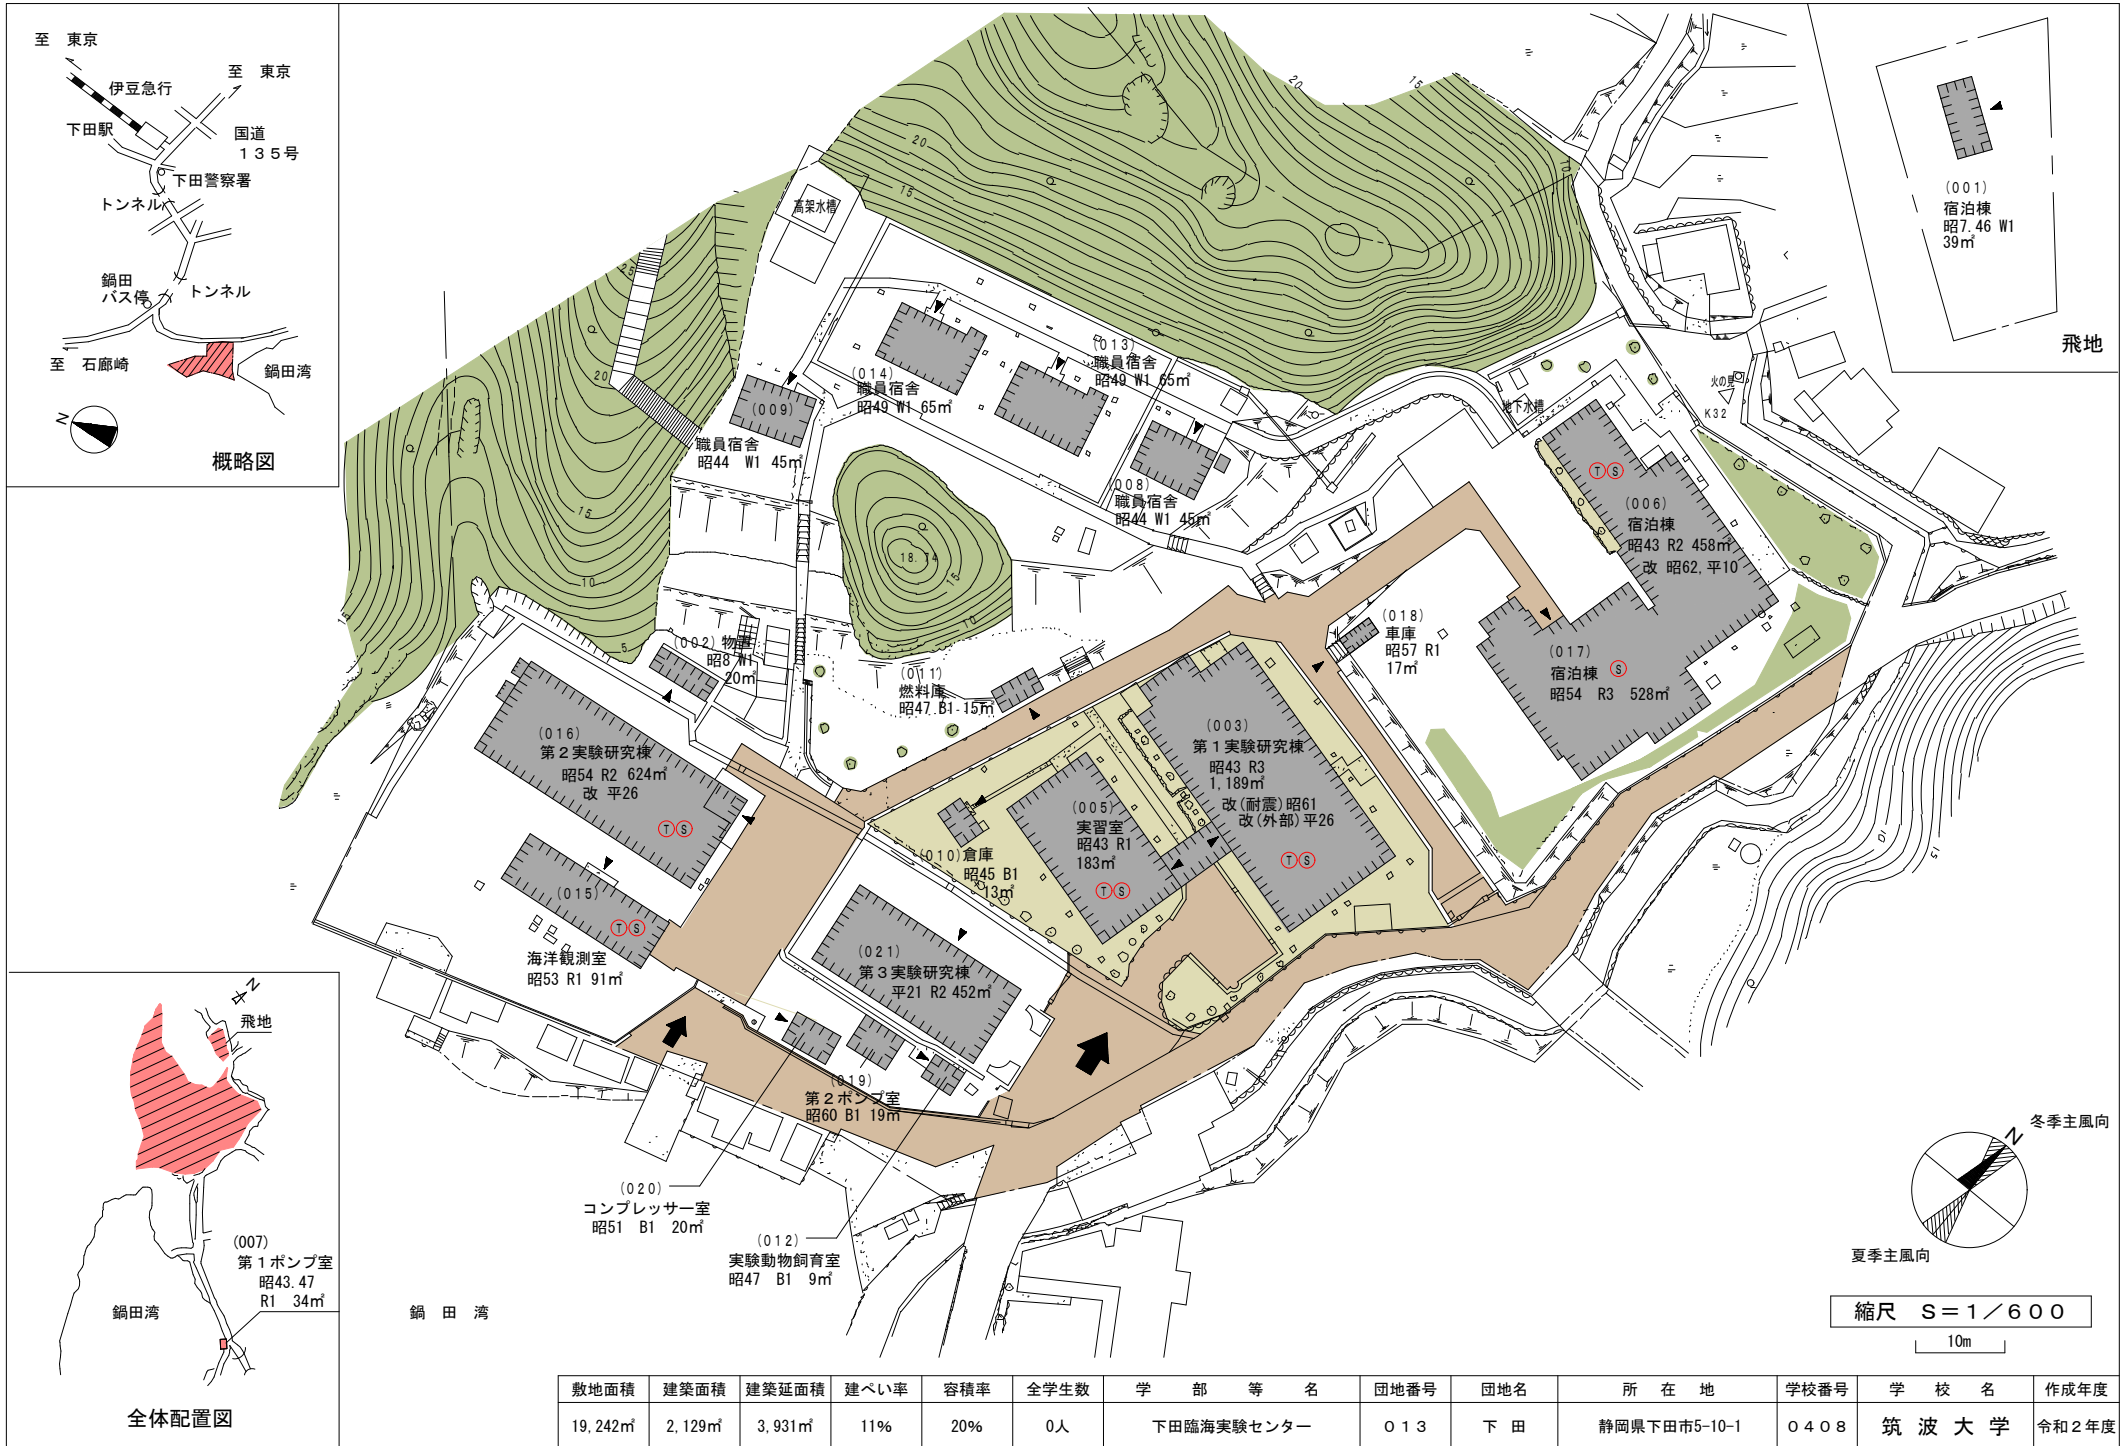 至　東京
至　東京
伊豆急行
下田駅
国道
１３５号
下田警察署
トンネル
鍋田
バス停
トンネル
至　石廊崎
鍋田湾
N
概略図
高架水槽
20
15
20
15
10
25
20
15
10
5
15
18.74
15
10
10
15
(001)
宿泊棟
昭7.46 W1
39㎡
飛地
火の見
K32
地下水槽
(009)
職員宿舎
昭44 W1 45㎡
(014)
職員宿舎
昭49 W1 65㎡
(013)
職員宿舎
昭49 W1 65㎡
(008)
職員宿舎
昭44 W1 45㎡
T S
(006)
宿泊棟
昭43 R2 458㎡
改 昭62,平10
(018)
車庫
昭57 R1
17㎡
(017)
宿泊棟 S
昭54 R3 528㎡
(002)物置
昭8 W1
20㎡
(011)
燃料庫
昭47 B1 15㎡
(016)
第２実験研究棟
昭54 R2 624㎡
改 平26
T S
(003)
第１実験研究棟
昭43 R3
1,189㎡
改(耐震)昭61
改(外部)平26
T S
(005)
実習室
昭43 R1
183㎡
T S
(010)倉庫
昭45 B1
13㎡
(015)
T S
海洋観測室
昭53 R1 91㎡
(021)
第３実験研究棟
平21 R2 452㎡
(019)
第２ポンプ室
昭60 B1 19㎡
(020)
コンプレッサー室
昭51 B1 20㎡
(012)
実験動物飼育室
昭47 B1 9㎡
N
飛地
(007)
第１ポンプ室
昭43.47
R1 34㎡
鍋田湾
全体配置図
鍋　田　湾
N
冬季主風向
夏季主風向
縮尺　Ｓ＝１／６００
10m
敷地面積 建築面積 建築延面積 建ぺい率 容積率 全学生数 学部等名 団地番号 団地名 所在地 学校番号 学校名 作成年度
19,242㎡ 2,129㎡ 3,931㎡ 11% 20% 0人 下田臨海実験センター ０１３ 下田 静岡県下田市5-10-1 ０４０８ 筑波大学 令和２年度